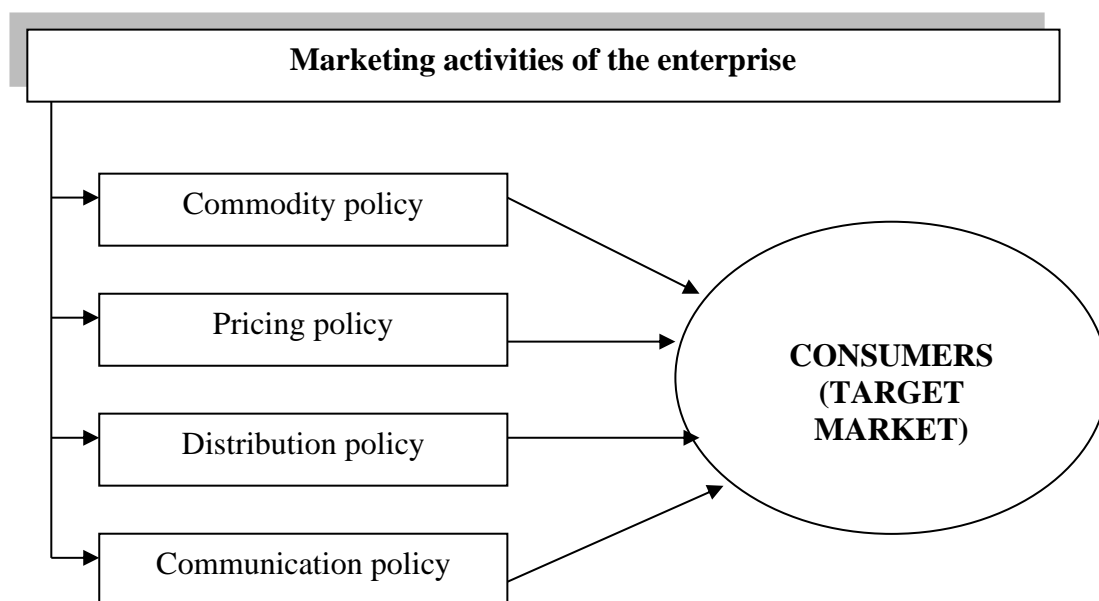 Marketing activities of the enterprise
Commodity policy
Pricing policy
Distribution policy
Communication policy
CONSUMERS
(TARGET
MARKET)